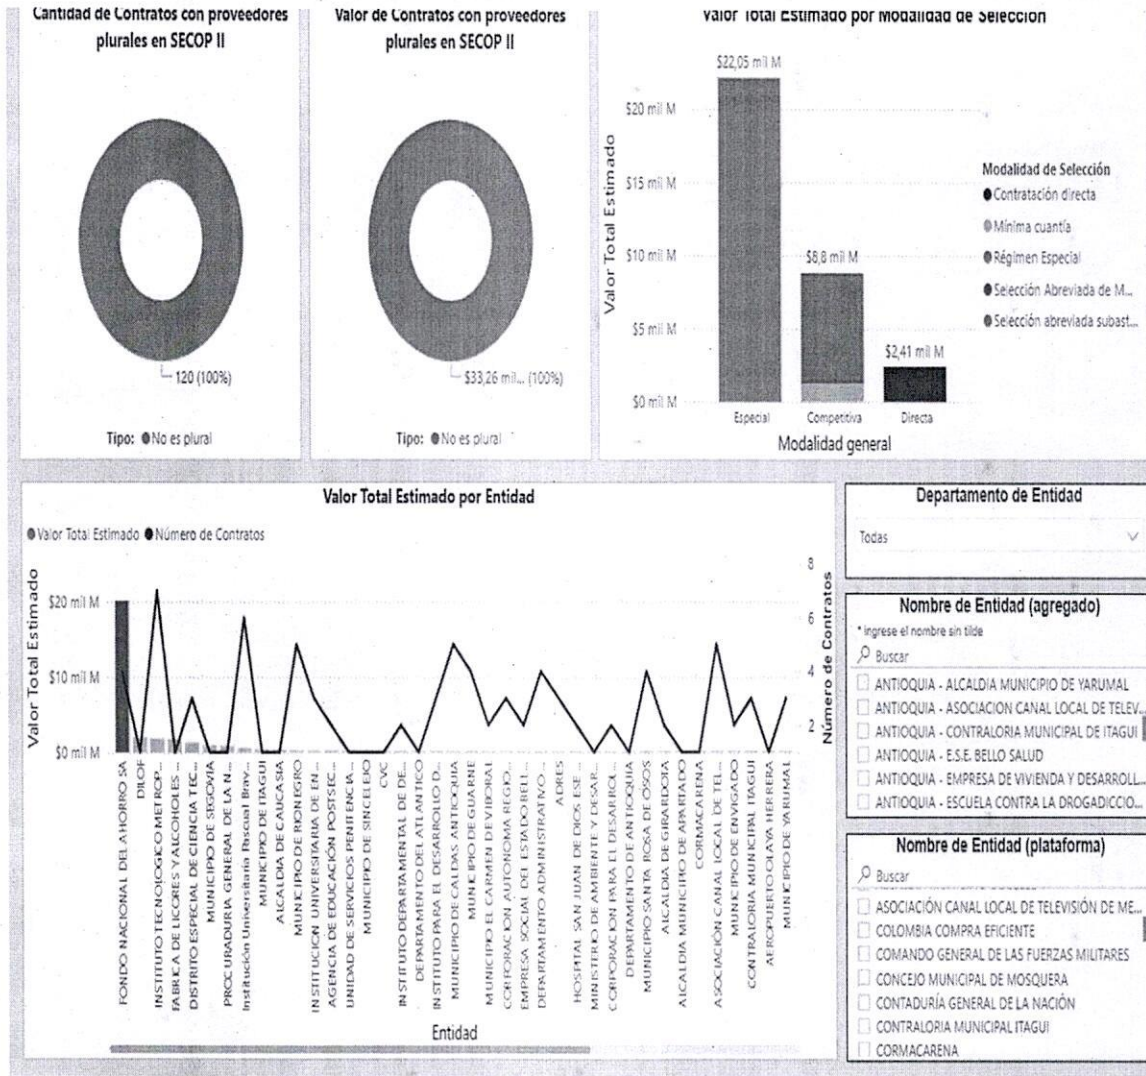 Cantidad de Contratos con proveedores
plurales en SECOP II
120 (100%)
Tipo: No es plural
Valor de Contratos con proveedores
plurales en SECOP II
$33,26 mil... (100%)
Tipo: No es plural
Valor Total Estimado por Modalidad de Selección
Valor Total Estimado
$20 mil M
$15 mil M
$10 mil M
$5 mil M
$0 mil M
$22,05 mil M
$8,8 mil M
$2,41 mil M
Especial
Competitiva
Directa
Modalidad general
Modalidad de Selección
Contratación directa
Mínima cuantía
Régimen Especial
Selección Abreviada de M...
Selección abreviada subast...
Valor Total Estimado por Entidad
Valor Total Estimado Número de Contratos
Valor Total Estimado
$20 mil M
$10 mil M
$0 mil M
8
6
4
2
Número de Contratos
FONDO NACIONAL DEL AHORRO SA
DILOF
INSTITUTO TECNOLOGICO METROP...
FABRICA DE LICORES Y ALCOHOLES ...
DISTRITO ESPECIAL DE CIENCIA TEC...
MUNICIPIO DE SEGOVIA
PROCURADURIA GENERAL DE LA N...
Institución Universitaria Pascual Brav...
MUNICIPIO DE ITAGUI
ALCALDIA DE CAUCASIA
MUNICIPIO DE RIONEGRO
INSTITUCION UNIVERSITARIA DE EN...
AGENCIA DE EDUCACIÓN POSTSEC...
UNIDAD DE SERVICIOS PENITENCIA...
MUNICIPIO DE SINCELEJO
CVC
INSTITUTO DEPARTAMENTAL DE DE...
DEPARTAMENTO DEL ATLANTICO
INSTITUTO PARA EL DESARROLLO D...
MUNICIPIO DE CALDAS ANTIOQUIA
MUNICIPIO DE GUARNE
MUNICIPIO EL CARMEN DE VIBORAL
CORPORACION AUTONOMA REGIO...
EMPRESA SOCIAL DEL ESTADO BELL...
DEPARTAMENTO ADMINISTRATIVO ...
ADRES
HOSPITAL SAN JUAN DE DIOS ESE ...
MINISTERIO DE AMBIENTE Y DESAR...
CORPORACION PARA EL DESARROL...
DEPARTAMENTO DE ANTIOQUIA
MUNICIPIO SANTA ROSA DE OSOS
ALCALDIA DE GIRARDOTA
ALCALDIA MUNICIPIO DE APARTADO
CORMACARENA
ASOCIACIÓN CANAL LOCAL DE TEL...
MUNICIPIO DE ENVIGADO
CONTRALORIA MUNICIPAL ITAGUI
AEROPUERTO OLAYA HERRERA
MUNICIPIO DE YARUMAL
Entidad
Departamento de Entidad
Todas
Nombre de Entidad (agregado)
* Ingrese el nombre sin tilde
Buscar
ANTIOQUIA - ALCALDIA MUNICIPIO DE YARUMAL
ANTIOQUIA - ASOCIACION CANAL LOCAL DE TELEV...
ANTIOQUIA - CONTRALORIA MUNICIPAL DE ITAGUI
ANTIOQUIA - E.S.E. BELLO SALUD
ANTIOQUIA - EMPRESA DE VIVIENDA Y DESARROLL...
ANTIOQUIA - ESCUELA CONTRA LA DROGADICCIO...
Nombre de Entidad (plataforma)
Buscar
ASOCIACIÓN CANAL LOCAL DE TELEVISIÓN DE ME...
COLOMBIA COMPRA EFICIENTE
COMANDO GENERAL DE LAS FUERZAS MILITARES
CONCEJO MUNICIPAL DE MOSQUERA
CONTADURÍA GENERAL DE LA NACIÓN
CONTRALORIA MUNICIPAL ITAGUI
CORMACARENA